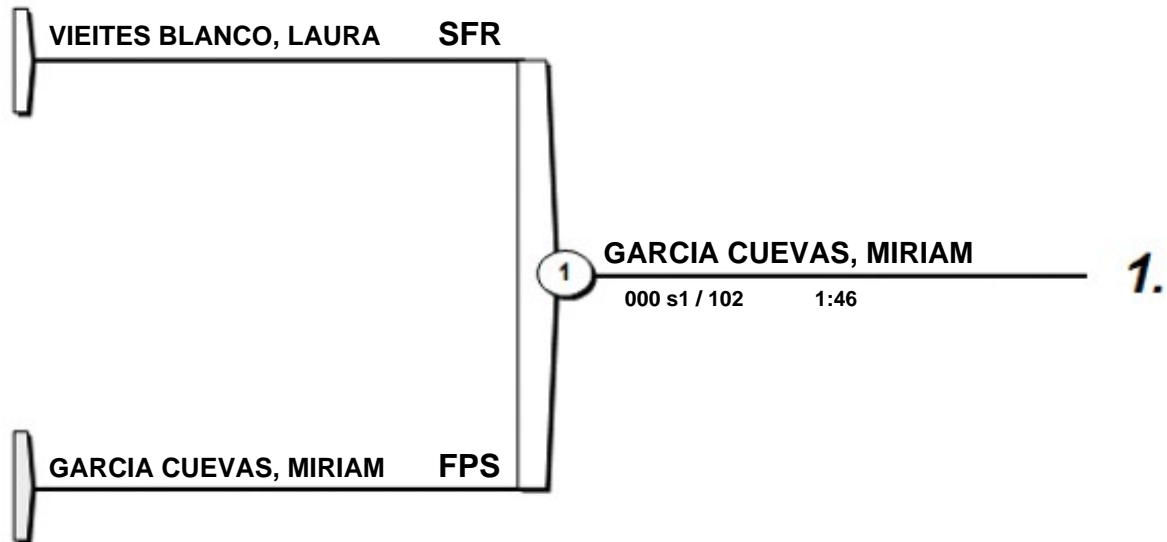 VIEITES BLANCO, LAURA SFR
1 GARCIA CUEVAS, MIRIAM 1.
000 s1 / 102 1:46
GARCIA CUEVAS, MIRIAM FPS